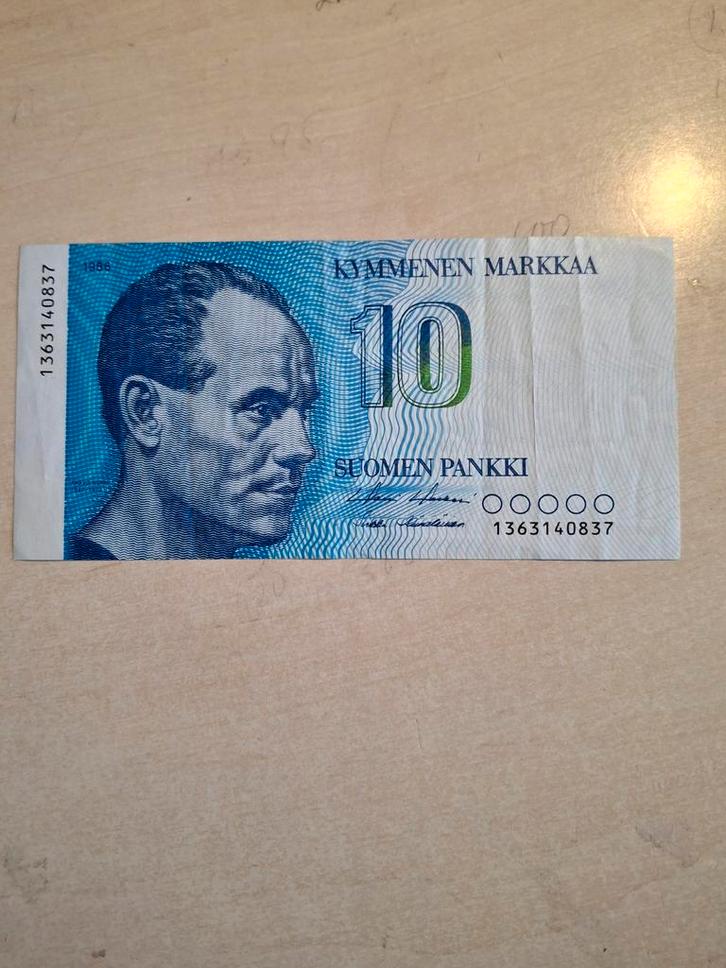 1363140837
1986
KYMMENEN MARKKAA
10
SUOMEN PANKKI
1363140837